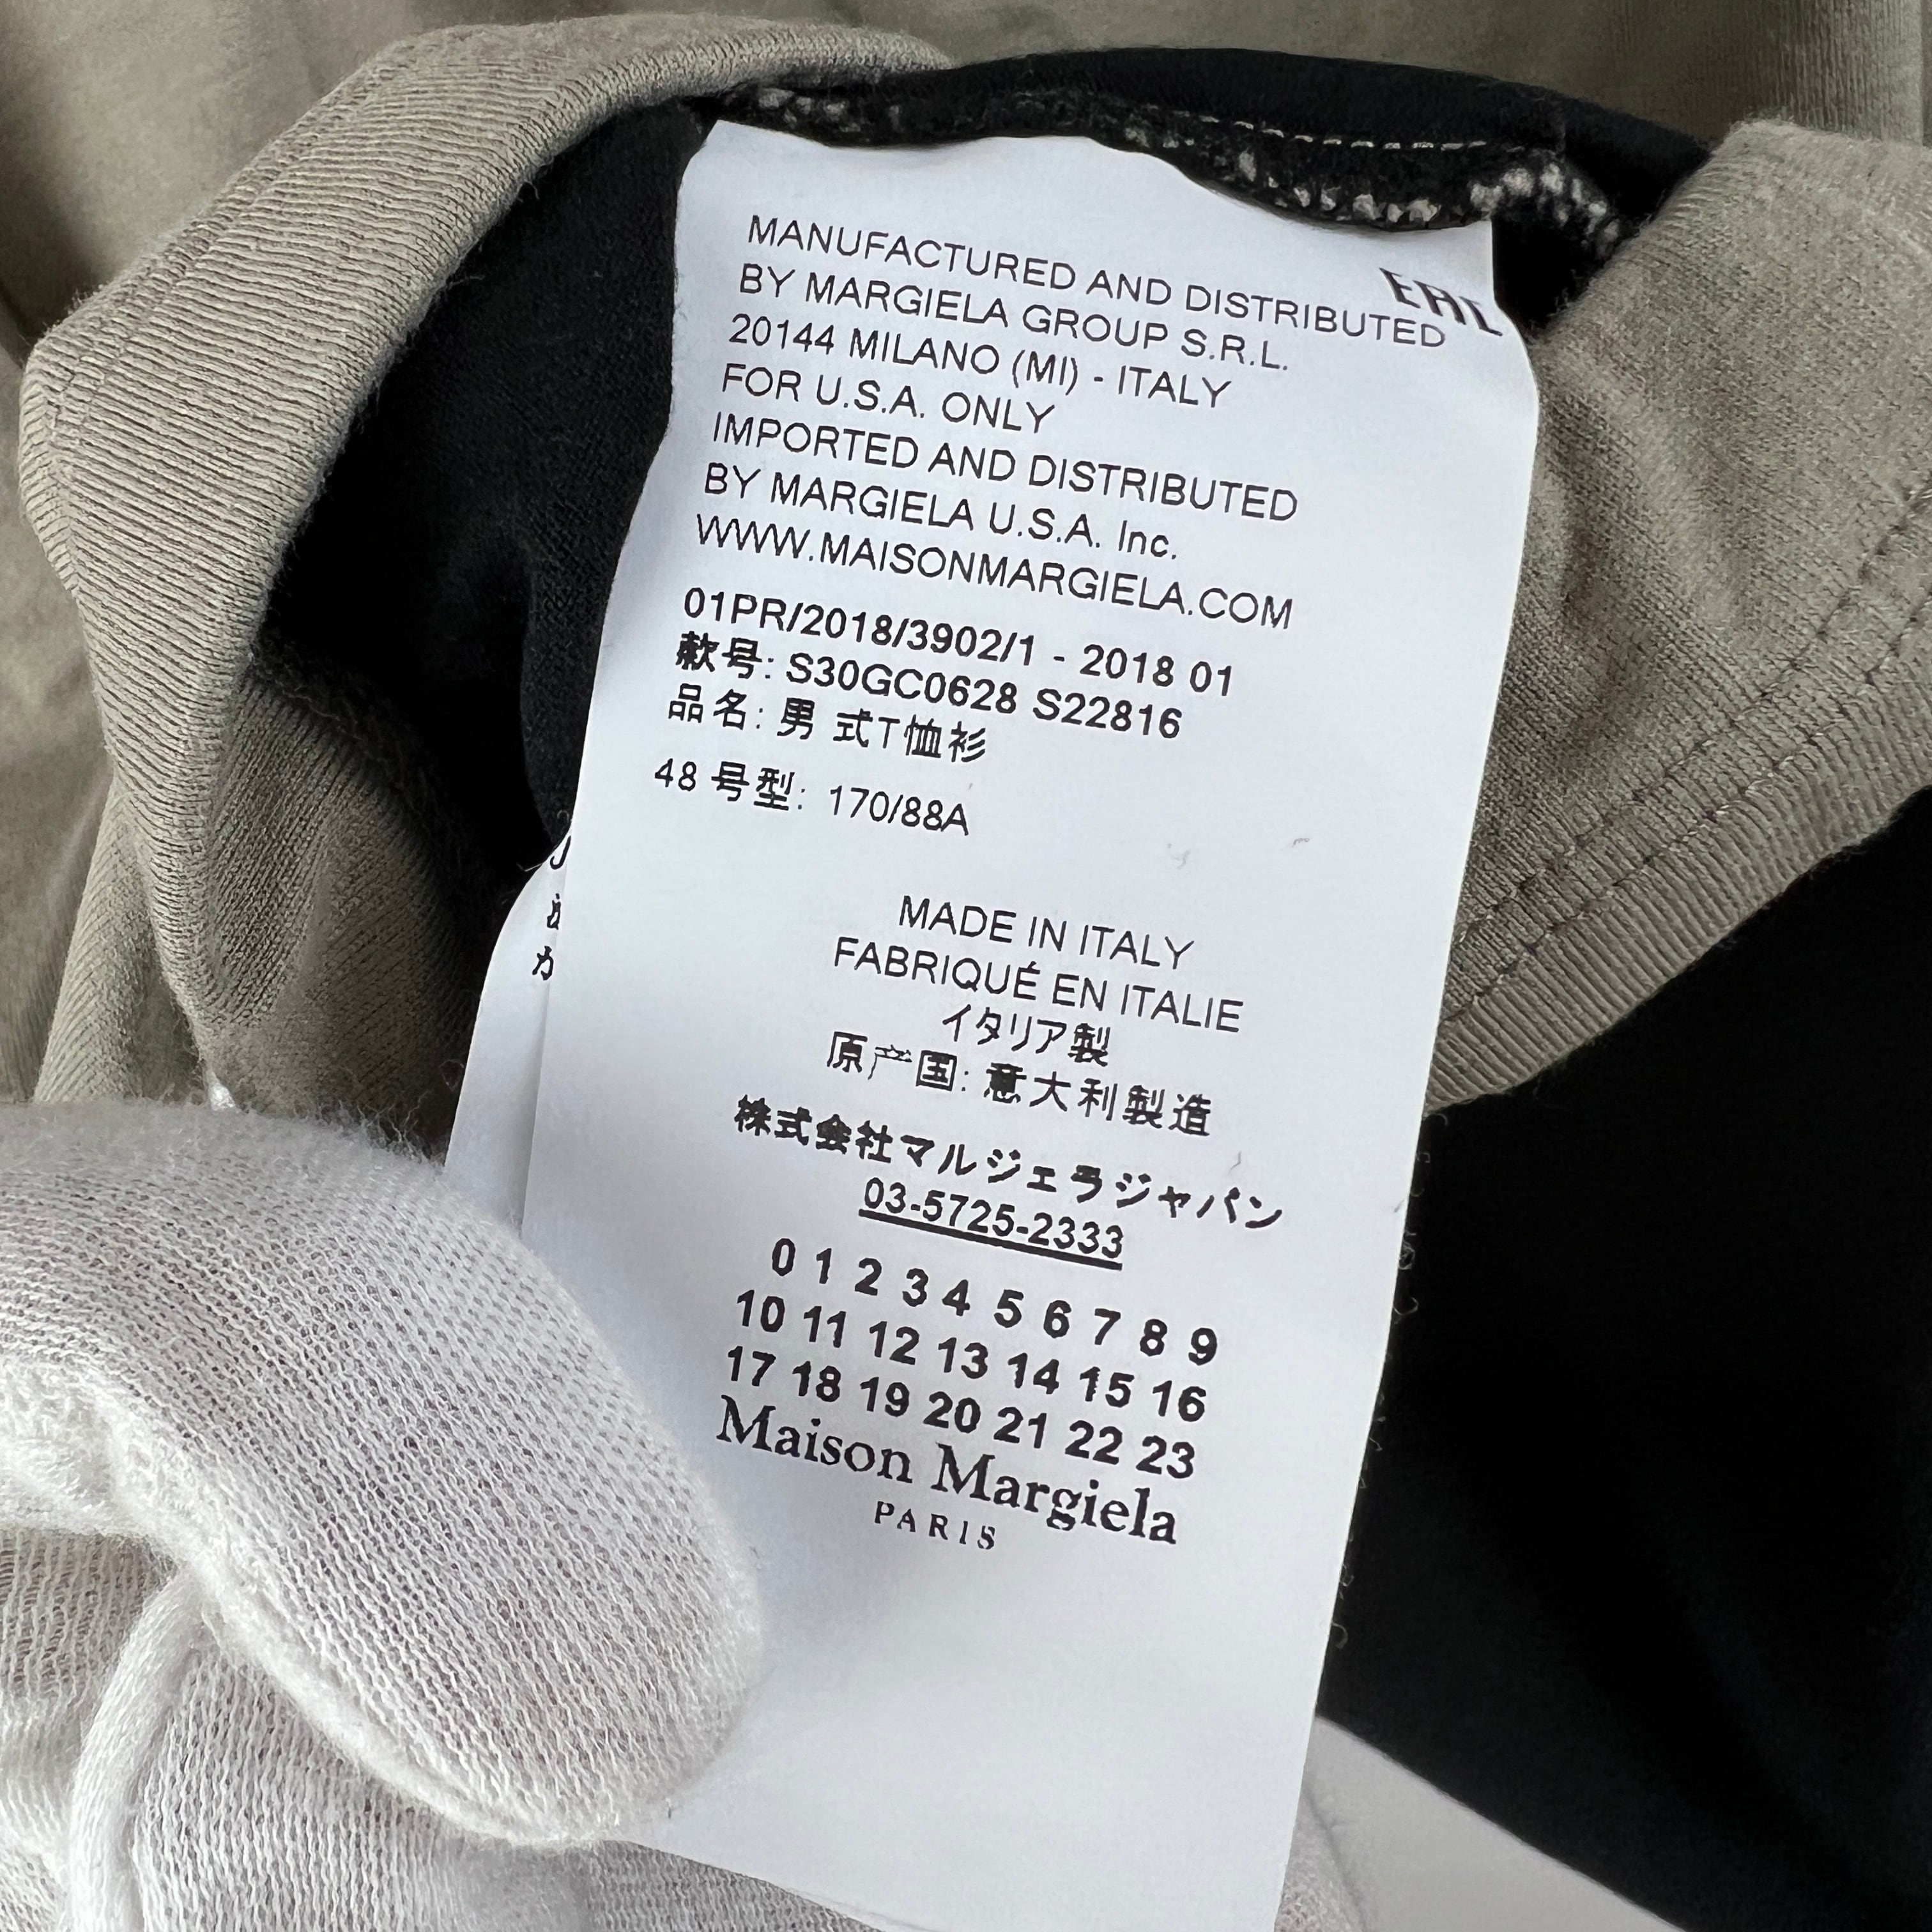 MANUFACTURED AND DISTRIBUTED
EAC
BY MARGIELA GROUP S.R.L.
20144 MILANO (MI) - ITALY
FOR U.S.A. ONLY
IMPORTED AND DISTRIBUTED
BY MARGIELA U.S.A. Inc.
WWW.MAISONMARGIELA.COM
01PR/2018/3902/1 - 2018 01
款号: S30GC0628 S22816
品名: 男 式T恤衫
48 号型: 170/88A
MADE IN ITALY
FABRIQUÉ EN ITALIE
イタリア製
原产国: 意大利製造
株式会社マルジェラジャパン
03-5725-2333
0 1 2 3 4 5 6 7 8 9
10 11 12 13 14 15 16
17 18 19 20 21 22 23
Maison Margiela
PARIS